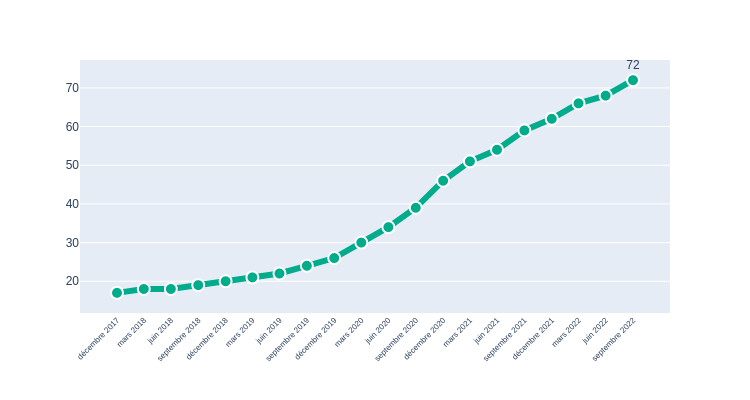 72
70
60
50
40
30
20
décembre 2017
mars 2018
juin 2018
septembre 2018
décembre 2018
mars 2019
juin 2019
septembre 2019
décembre 2019
mars 2020
juin 2020
septembre 2020
décembre 2020
mars 2021
juin 2021
septembre 2021
décembre 2021
mars 2022
juin 2022
septembre 2022